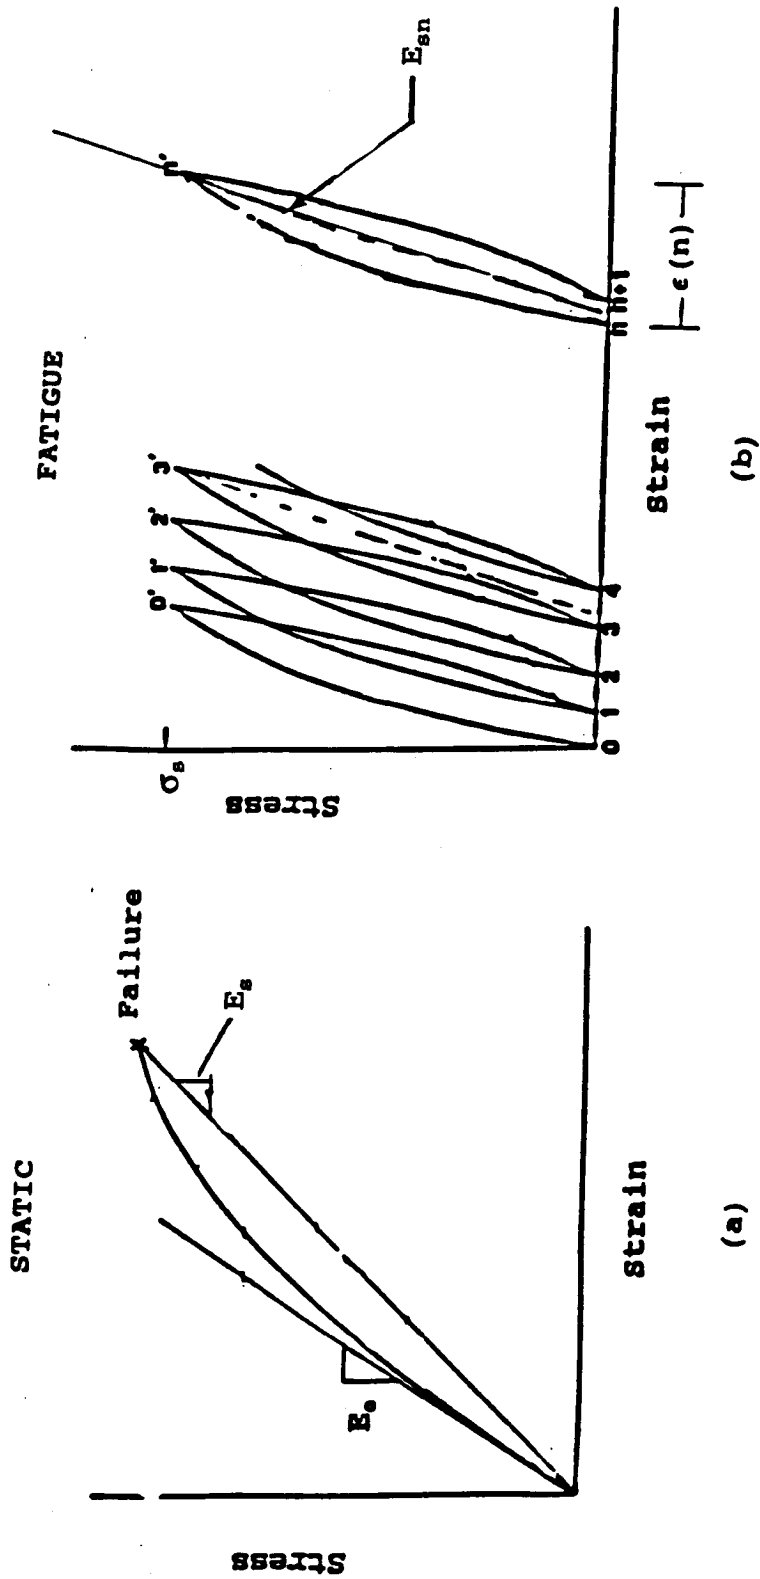 STATIC
Failure
E_s
E_o
Stress
Strain
(a)
FATIGUE
σ_s
Stress
0' 1' 2' 3' n'
E_sn
0 1 2 3 4 n n+1
ε(n)
Strain
(b)